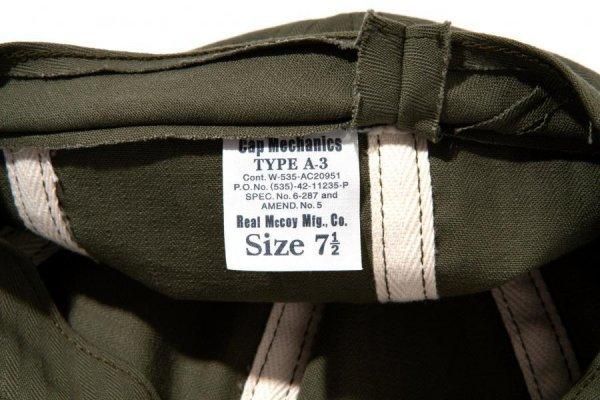 Cap Mechanics
TYPE A-3
Cont. W-535-AC20951
P.O. No. (535)-42-11235-P
SPEC. No. 6-287 and
AMEND. No. 5
Real McCoy Mfg., Co.
Size 7½